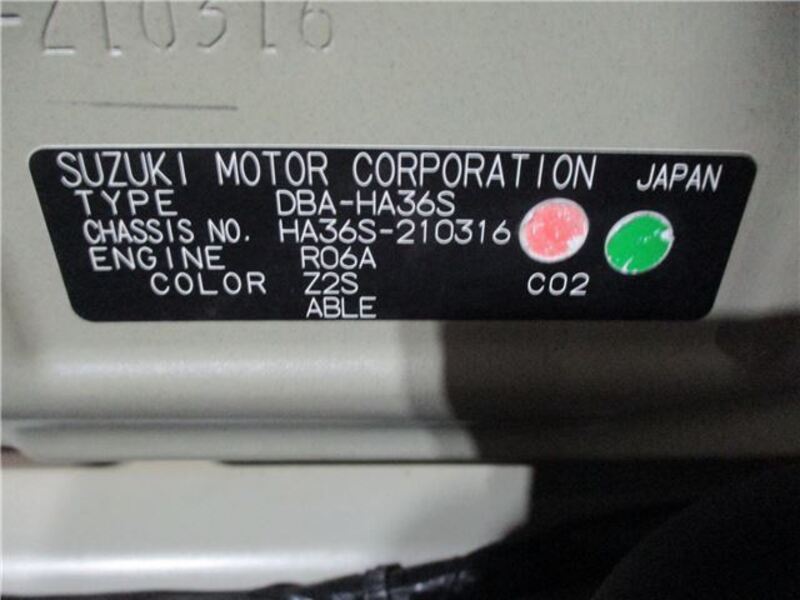 -210316
SUZUKI MOTOR CORPORATION JAPAN
TYPE DBA-HA36S
CHASSIS NO. HA36S-210316
ENGINE R06A
COLOR Z2S C02
ABLE